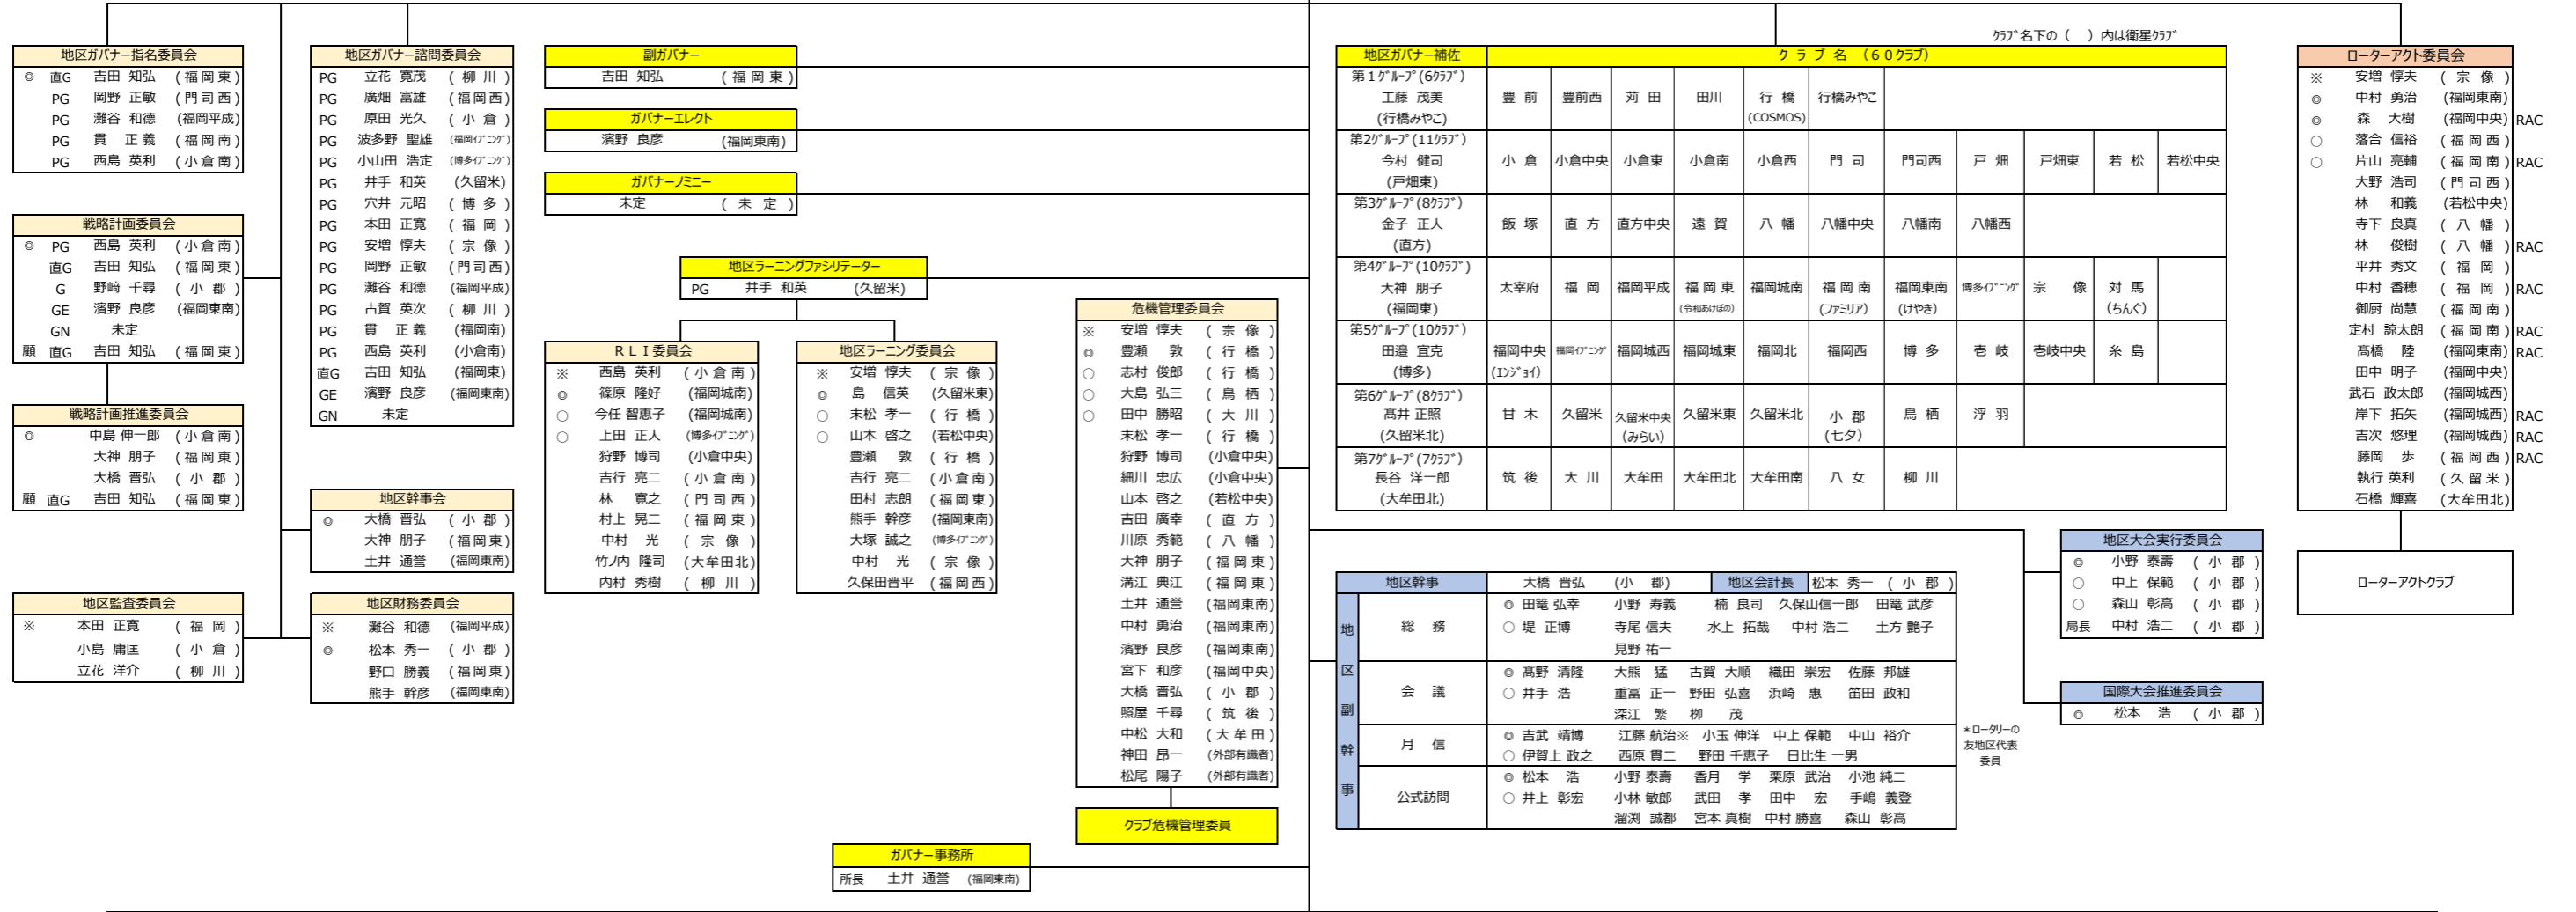 クラブ名下の（　）内は衛星クラブ
地区ガバナー指名委員会
◎ 直G 吉田 知弘 (福岡東)
PG 岡野 正敏 (門司西)
PG 灘谷 和徳 (福岡平成)
PG 貫 正義 (福岡南)
PG 西島 英利 (小倉南)
戦略計画委員会
◎ PG 西島 英利 (小倉南)
直G 吉田 知弘 (福岡東)
G 野﨑 千尋 (小郡)
GE 濱野 良彦 (福岡東南)
GN 未定
顧 直G 吉田 知弘 (福岡東)
戦略計画推進委員会
◎ 中島 伸一郎 (小倉南)
大神 朋子 (福岡東)
大橋 晋弘 (小郡)
顧 直G 吉田 知弘 (福岡東)
地区監査委員会
※ 本田 正寛 (福岡)
小島 庸匡 (小倉)
立花 洋介 (柳川)
地区ガバナー諮問委員会
PG 立花 寛茂 (柳川)
PG 廣畑 富雄 (福岡西)
PG 原田 光久 (小倉)
PG 波多野 聖雄 (福岡イブニング)
PG 小山田 浩定 (博多イブニング)
PG 井手 和英 (久留米)
PG 穴井 元昭 (博多)
PG 本田 正寛 (福岡)
PG 安増 惇夫 (宗像)
PG 岡野 正敏 (門司西)
PG 灘谷 和徳 (福岡平成)
PG 古賀 英次 (柳川)
PG 貫 正義 (福岡南)
PG 西島 英利 (小倉南)
直G 吉田 知弘 (福岡東)
GE 濱野 良彦 (福岡東南)
GN 未定
地区幹事会
◎ 大橋 晋弘 (小郡)
大神 朋子 (福岡東)
土井 通誉 (福岡東南)
地区財務委員会
※ 灘谷 和徳 (福岡平成)
◎ 松本 秀一 (小郡)
野口 勝義 (福岡東)
熊手 幹彦 (福岡東南)
副ガバナー
吉田 知弘 (福岡東)
ガバナーエレクト
濱野 良彦 (福岡東南)
ガバナーノミニー
未定 (未定)
地区ラーニングファシリテーター
PG 井手 和英 (久留米)
ＲＬＩ委員会
※ 西島 英利 (小倉南)
◎ 篠原 隆好 (福岡城南)
○ 今任 智恵子 (福岡城南)
○ 上田 正人 (博多イブニング)
狩野 博司 (小倉中央)
吉行 亮二 (小倉南)
林 寛之 (門司西)
村上 晃二 (福岡東)
中村 光 (宗像)
竹ノ内 隆司 (大牟田北)
内村 秀樹 (柳川)
地区ラーニング委員会
※ 安増 惇夫 (宗像)
◎ 島 信英 (久留米東)
○ 末松 孝一 (行橋)
○ 山本 啓之 (若松中央)
豊瀬 敦 (行橋)
吉行 亮二 (小倉南)
田村 志朗 (福岡東)
熊手 幹彦 (福岡東南)
大塚 誠之 (博多イブニング)
中村 光 (宗像)
久保田晋平 (福岡西)
危機管理委員会
※ 安増 惇夫 (宗像)
◎ 豊瀬 敦 (行橋)
○ 志村 俊郎 (行橋)
○ 大島 弘三 (鳥栖)
○ 田中 勝昭 (大川)
末松 孝一 (行橋)
狩野 博司 (小倉中央)
細川 忠広 (小倉中央)
山本 啓之 (若松中央)
吉田 廣幸 (直方)
川原 秀範 (八幡)
大神 朋子 (福岡東)
溝江 典江 (福岡東)
土井 通誉 (福岡東南)
中村 勇治 (福岡東南)
濱野 良彦 (福岡東南)
宮下 和彦 (福岡中央)
大橋 晋弘 (小郡)
照屋 千尋 (筑後)
中松 大和 (大牟田)
神田 昂一 (外部有識者)
松尾 陽子 (外部有識者)
クラブ危機管理委員
ガバナー事務所
所長 土井 通誉 (福岡東南)
地区ガバナー補佐 クラブ名（60クラブ）
第1グループ(6クラブ)
工藤 茂美 豊前 豊前西 苅田 田川 行橋 行橋みやこ
(行橋みやこ) (COSMOS)
第2グループ(11クラブ)
今村 健司 小倉 小倉中央 小倉東 小倉南 小倉西 門司 門司西 戸畑 戸畑東 若松 若松中央
(戸畑東)
第3グループ(8クラブ)
金子 正人 飯塚 直方 直方中央 遠賀 八幡 八幡中央 八幡南 八幡西
(直方)
第4グループ(10クラブ)
大神 朋子 太宰府 福岡 福岡平成 福岡東 福岡城南 福岡南 福岡東南 博多イブニング 宗像 対馬
(福岡東) (令和あけぼの) (ファミリア) (けやき) (ちんぐ)
第5グループ(10クラブ)
田邉 宜克 福岡中央 福岡イブニング 福岡城西 福岡城東 福岡北 福岡西 博多 壱岐 壱岐中央 糸島
(博多) (エンジョイ)
第6グループ(8クラブ)
髙井 正照 甘木 久留米 久留米中央 久留米東 久留米北 小郡 鳥栖 浮羽
(久留米北) (みらい) (七夕)
第7グループ(7クラブ)
長谷 洋一郎 筑後 大川 大牟田 大牟田北 大牟田南 八女 柳川
(大牟田北)
地区幹事 大橋 晋弘 (小郡) 地区会計長 松本 秀一 (小郡)
地区副幹事
総務
◎ 田篭 弘幸 小野 寿義 楠 良司 久保山信一郎 田篭 武彦
○ 堤 正博 寺尾 信夫 水上 拓哉 中村 浩二 土方 艶子
見野 祐一
会議
◎ 髙野 清隆 大熊 猛 古賀 大順 織田 崇宏 佐藤 邦雄
○ 井手 浩 重冨 正一 野田 弘喜 浜崎 惠 笛田 政和
深江 繁 栁 茂
月信
◎ 吉武 靖博 江藤 航治※ 小玉 伸洋 中上 保範 中山 裕介
○ 伊賀上 政之 西原 貫二 野田 千恵子 日比生 一男
公式訪問
◎ 松本 浩 小野 泰壽 香月 学 栗原 武治 小池 純二
○ 井上 彰宏 小林 敏郎 武田 孝 田中 宏 手嶋 義登
溜渕 誠都 宮本 真樹 中村 勝喜 森山 彰高
＊ロータリーの
友地区代表
委員
ローターアクト委員会
※ 安増 惇夫 (宗像)
◎ 中村 勇治 (福岡東南)
◎ 森 大樹 (福岡中央) RAC
○ 落合 信裕 (福岡西)
○ 片山 亮輔 (福岡南) RAC
大野 浩司 (門司西)
林 和義 (若松中央)
寺下 良真 (八幡)
林 俊樹 (八幡) RAC
平井 秀文 (福岡)
中村 香穂 (福岡) RAC
御厨 尚慧 (福岡南)
定村 諒太朗 (福岡南) RAC
髙橋 陸 (福岡東南) RAC
田中 明子 (福岡中央)
武石 政太郎 (福岡城西)
岸下 拓矢 (福岡城西) RAC
吉次 悠理 (福岡城西) RAC
藤岡 歩 (福岡西) RAC
執行 英利 (久留米)
石橋 輝喜 (大牟田北)
ローターアクトクラブ
地区大会実行委員会
◎ 小野 泰壽 (小郡)
○ 中上 保範 (小郡)
○ 森山 彰高 (小郡)
局長 中村 浩二 (小郡)
国際大会推進委員会
◎ 松本 浩 (小郡)